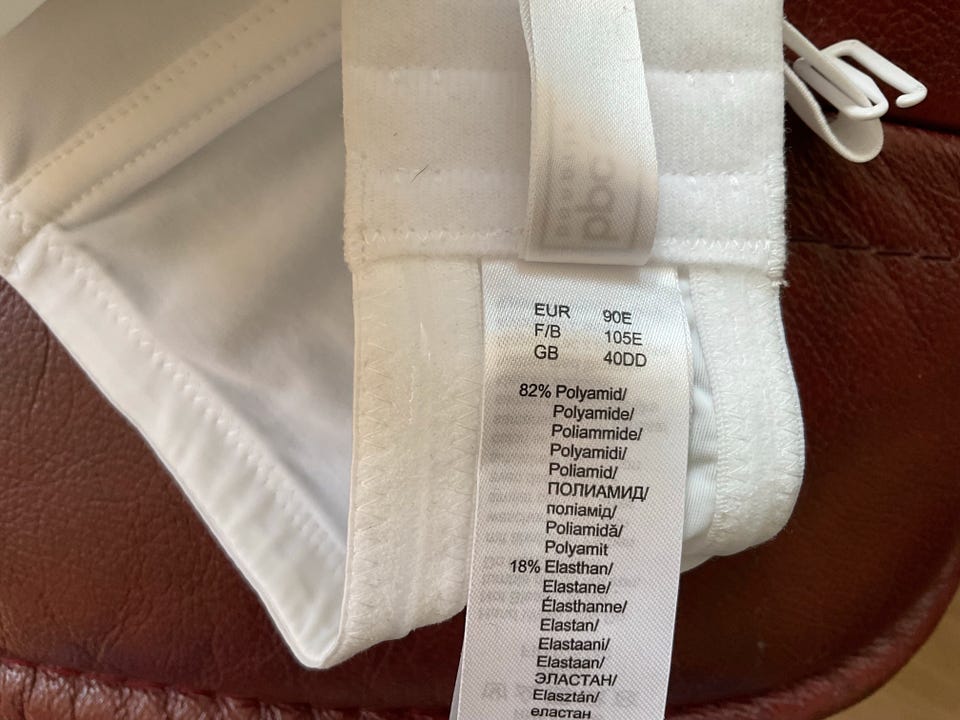 EUR 90E
F/B 105E
GB 40DD
82% Polyamid/
Polyamide/
Poliammide/
Polyamidi/
Poliamid/
ПОЛИАМИД/
поліамід/
Poliamidă/
Polyamit
18% Elasthan/
Elastane/
Élasthanne/
Elastan/
Elastaani/
Elastaan/
ЭЛАСТАН/
Elasztán/
еластан